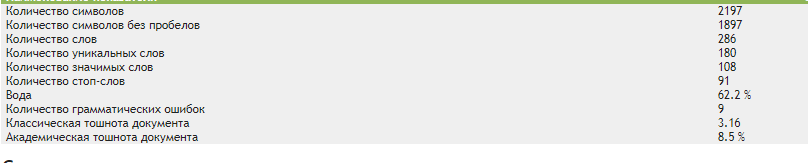 Количество символов 2197
Количество символов без пробелов 1897
Количество слов 286
Количество уникальных слов 180
Количество значимых слов 108
Количество стоп-слов 91
Вода 62.2 %
Количество грамматических ошибок 9
Классическая тошнота документа 3.16
Академическая тошнота документа 8.5 %